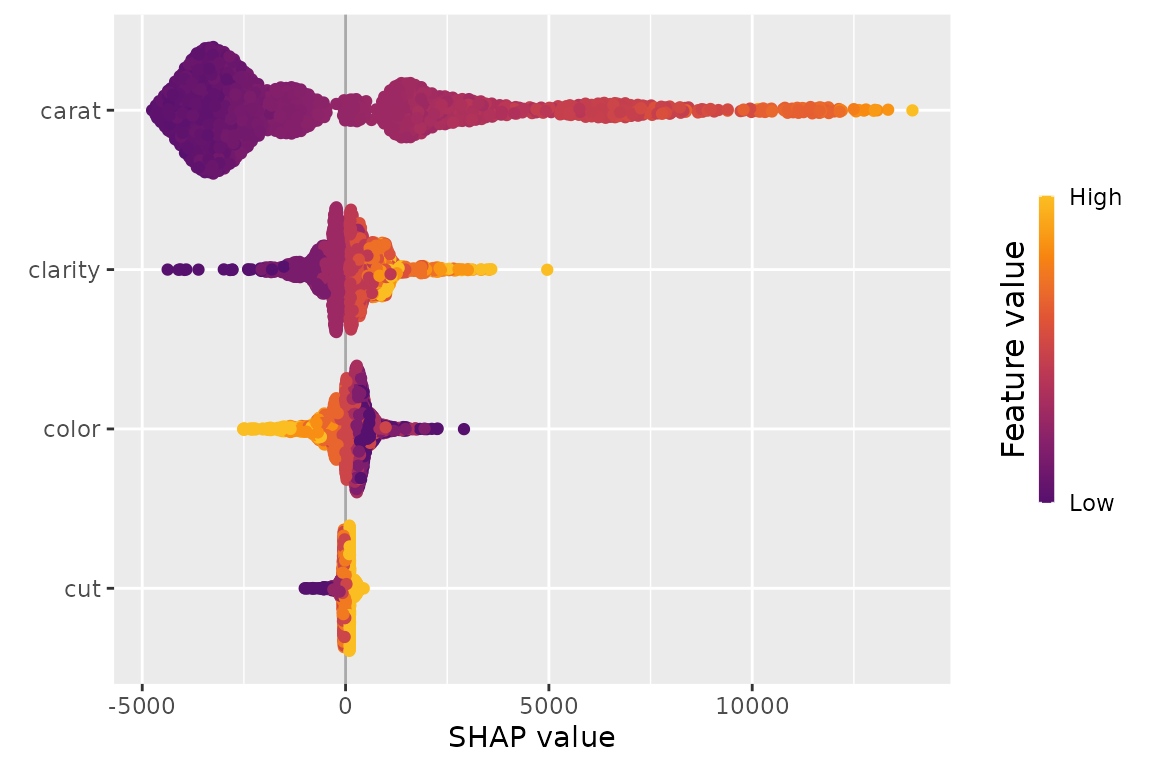 carat
clarity
color
cut
-5000
0
5000
10000
SHAP value
Feature value
High
Low